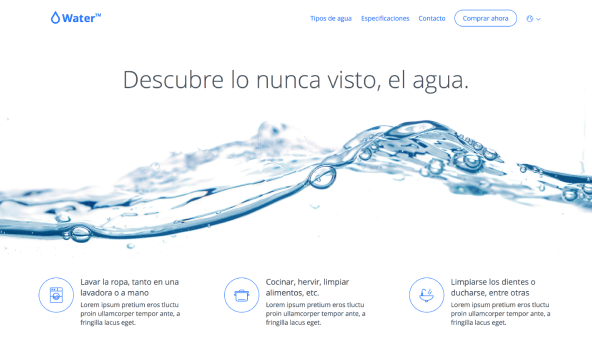 Water™
Tipos de agua
Especificaciones
Contacto
Comprar ahora
Descubre lo nunca visto, el agua.
Lavar la ropa, tanto en una
lavadora o a mano
Lorem ipsum pretium eros tluctu
proin ullamcorper tempor ante, a
fringilla lacus eget.
Cocinar, hervir, limpiar
alimentos, etc.
Lorem ipsum pretium eros tluctu
proin ullamcorper tempor ante, a
fringilla lacus eget.
Limpiarse los dientes o
ducharse, entre otras
Lorem ipsum pretium eros tluctu
proin ullamcorper tempor ante, a
fringilla lacus eget.